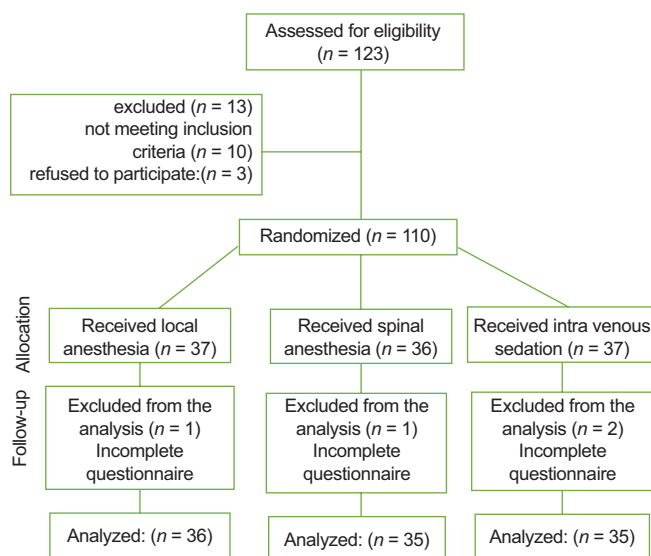 Assessed for eligibility
(n = 123)
excluded (n = 13)
not meeting inclusion
criteria (n = 10)
refused to participate:(n = 3)
Randomized (n = 110)
Allocation
Received local
anesthesia (n = 37)
Received spinal
anesthesia (n = 36)
Received intra venous
sedation (n = 37)
Follow-up
Excluded from the
analysis (n = 1)
Incomplete
questionnaire
Excluded from the
analysis (n = 1)
Incomplete
questionnaire
Excluded from the
analysis (n = 2)
Incomplete
questionnaire
Analyzed: (n = 36)
Analyzed: (n = 35)
Analyzed: (n = 35)